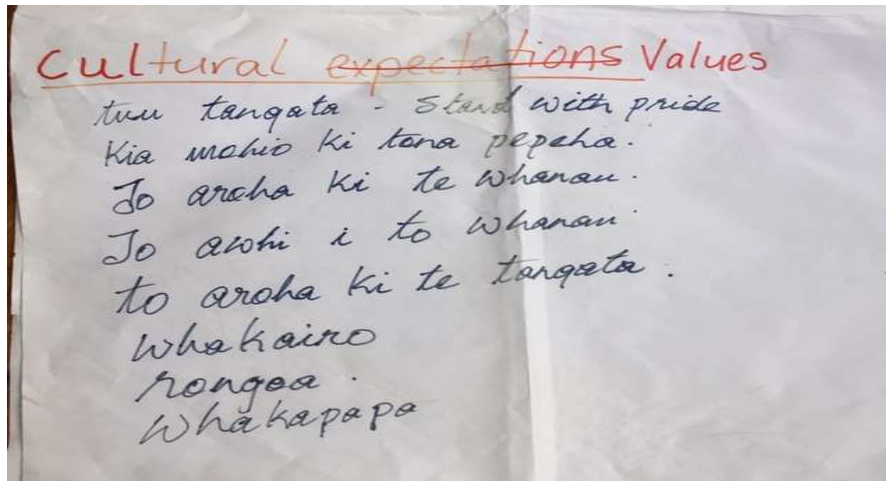 Cultural expectations Values
tuu tangata - Stand with pride
Kia mohio ki tona pepeha.
To aroha ki te whanau.
To awhi i to whanau.
to aroha ki te tangata.
whakairo
rongoa.
whakapapa